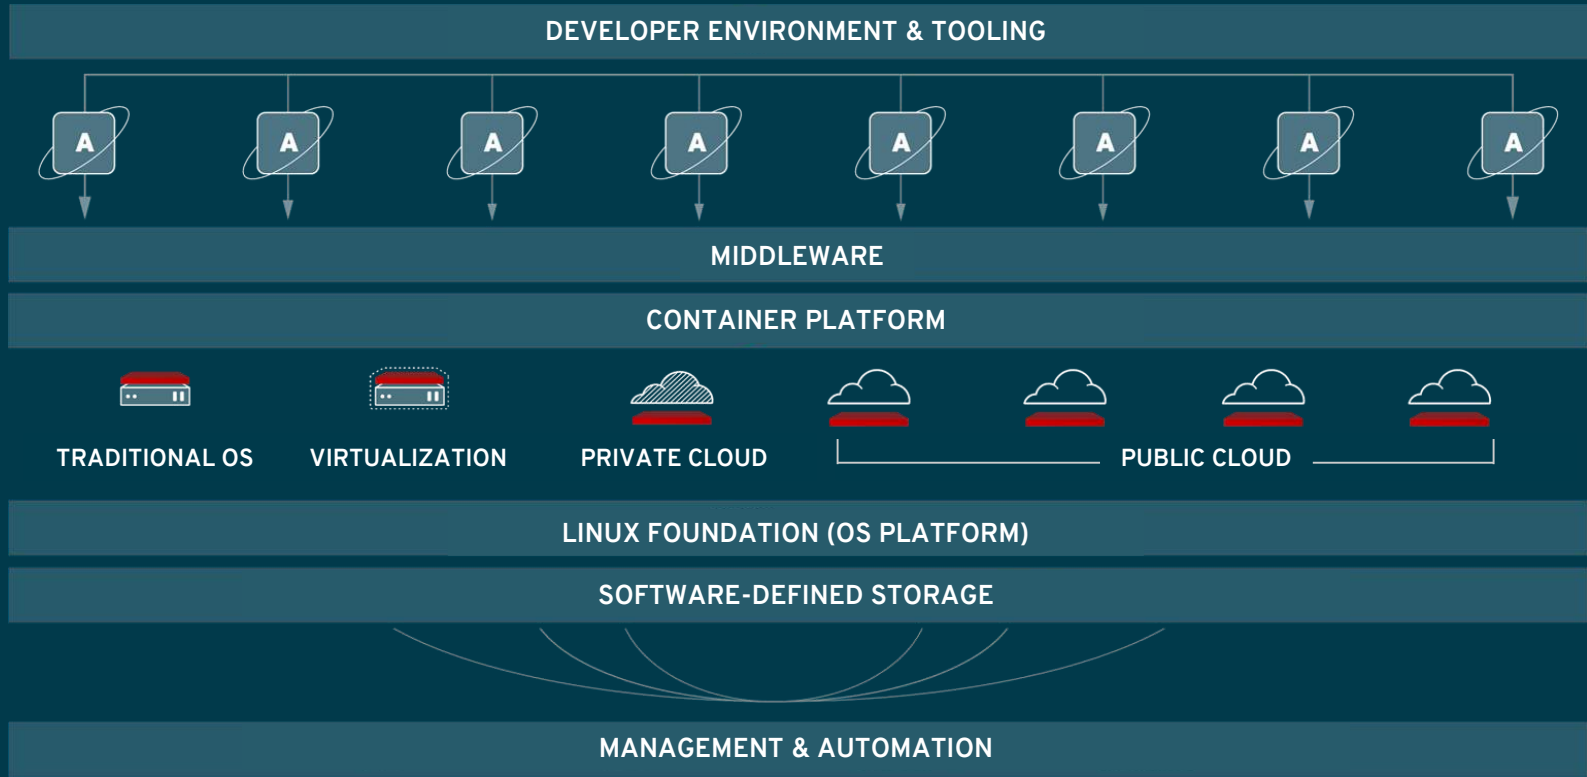 DEVELOPER ENVIRONMENT & TOOLING
A A A A A A A A
MIDDLEWARE
CONTAINER PLATFORM
TRADITIONAL OS VIRTUALIZATION PRIVATE CLOUD PUBLIC CLOUD
LINUX FOUNDATION (OS PLATFORM)
SOFTWARE-DEFINED STORAGE
MANAGEMENT & AUTOMATION